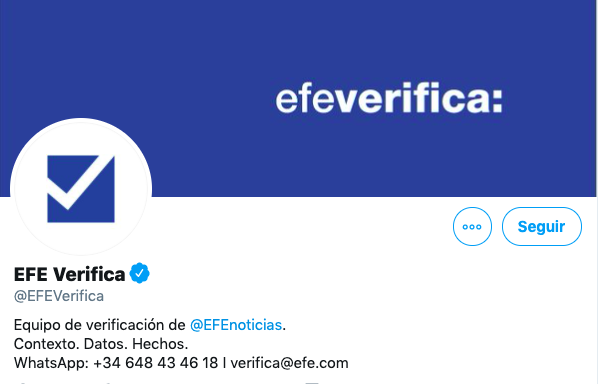 efeverifica:
Seguir
EFE Verifica
@EFEVerifica
Equipo de verificación de @EFEnoticias.
Contexto. Datos. Hechos.
WhatsApp: +34 648 43 46 18 I verifica@efe.com